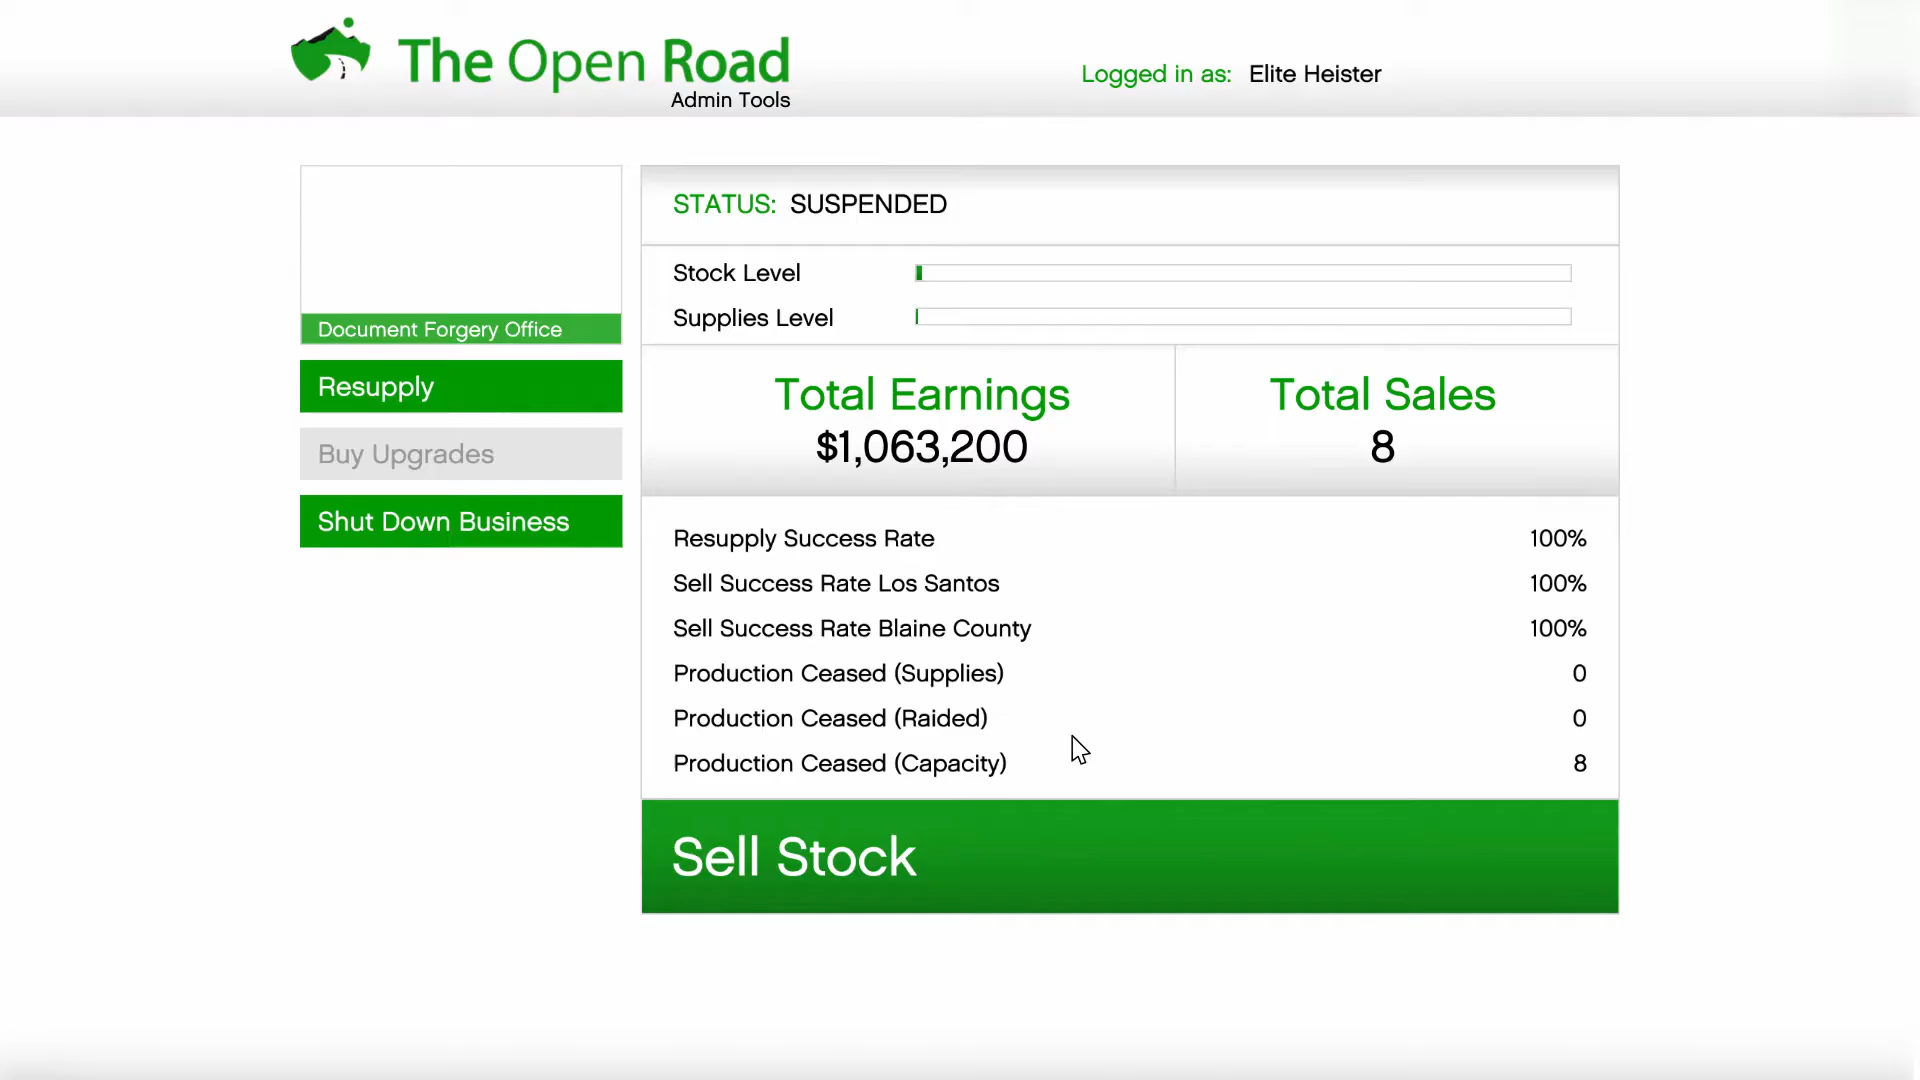 The Open Road
Admin Tools
Logged in as: Elite Heister
Document Forgery Office
Resupply
Buy Upgrades
Shut Down Business
STATUS: SUSPENDED
Stock Level
Supplies Level
Total Earnings
$1,063,200
Total Sales
8
Resupply Success Rate 100%
Sell Success Rate Los Santos 100%
Sell Success Rate Blaine County 100%
Production Ceased (Supplies) 0
Production Ceased (Raided) 0
Production Ceased (Capacity) 8
Sell Stock